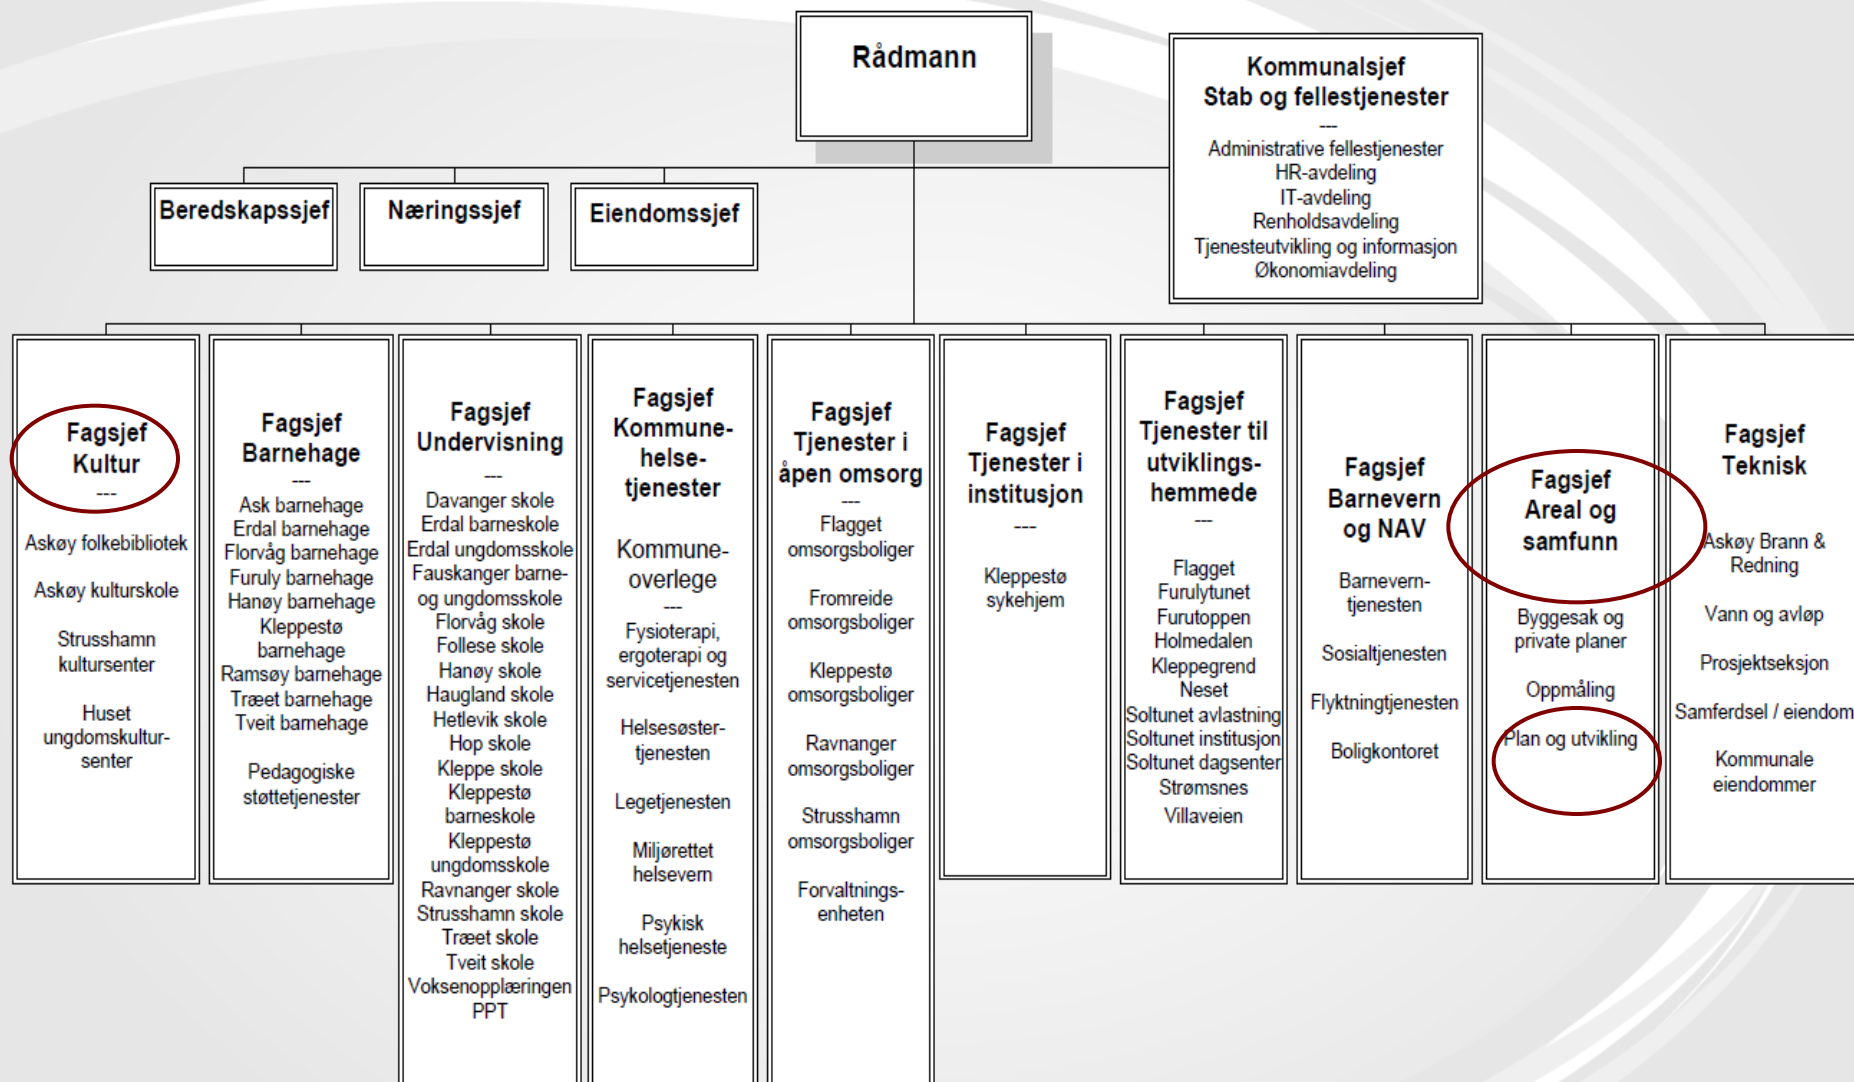 Rådmann
Kommunalsjef
Stab og fellestjenester
---
Administrative fellestjenester
HR-avdeling
IT-avdeling
Renholdsavdeling
Tjenesteutvikling og informasjon
Økonomiavdeling
Beredskapssjef
Næringssjef
Eiendomssjef
Fagsjef
Kultur
---
Askøy folkebibliotek
Askøy kulturskole
Strusshamn
kultursenter
Huset
ungdomskultur-
senter
Fagsjef
Barnehage
---
Ask barnehage
Erdal barnehage
Florvåg barnehage
Furuly barnehage
Hanøy barnehage
Kleppestø
barnehage
Ramsøy barnehage
Træet barnehage
Tveit barnehage
Pedagogiske
støttetjenester
Fagsjef
Undervisning
---
Davanger skole
Erdal barneskole
Erdal ungdomsskole
Fauskanger barne-
og ungdomsskole
Florvåg skole
Follese skole
Hanøy skole
Haugland skole
Hetlevik skole
Hop skole
Kleppe skole
Kleppestø
barneskole
Kleppestø
ungdomsskole
Ravnanger skole
Strusshamn skole
Træet skole
Tveit skole
Voksenopplæringen
PPT
Fagsjef
Kommune-
helse-
tjenester
Kommune-
overlege
---
Fysioterapi,
ergoterapi og
servicetjenesten
Helsesøster-
tjenesten
Legetjenesten
Miljørettet
helsevern
Psykisk
helsetjeneste
Psykologtjenesten
Fagsjef
Tjenester i
åpen omsorg
---
Flagget
omsorgsboliger
Fromreide
omsorgsboliger
Kleppestø
omsorgsboliger
Ravnanger
omsorgsboliger
Strusshamn
omsorgsboliger
Forvaltnings-
enheten
Fagsjef
Tjenester i
institusjon
---
Kleppestø
sykehjem
Fagsjef
Tjenester til
utviklings-
hemmede
---
Flagget
Furulytunet
Furutoppen
Holmedalen
Kleppegrend
Neset
Soltunet avlastning
Soltunet institusjon
Soltunet dagsenter
Strømsnes
Villaveien
Fagsjef
Barnevern
og NAV
Barnevern-
tjenesten
Sosialtjenesten
Flyktningtjenesten
Boligkontoret
Fagsjef
Areal og
samfunn
Byggesak og
private planer
Oppmåling
Plan og utvikling
Fagsjef
Teknisk
Askøy Brann &
Redning
Vann og avløp
Prosjektseksjon
Samferdsel / eiendom
Kommunale
eiendommer